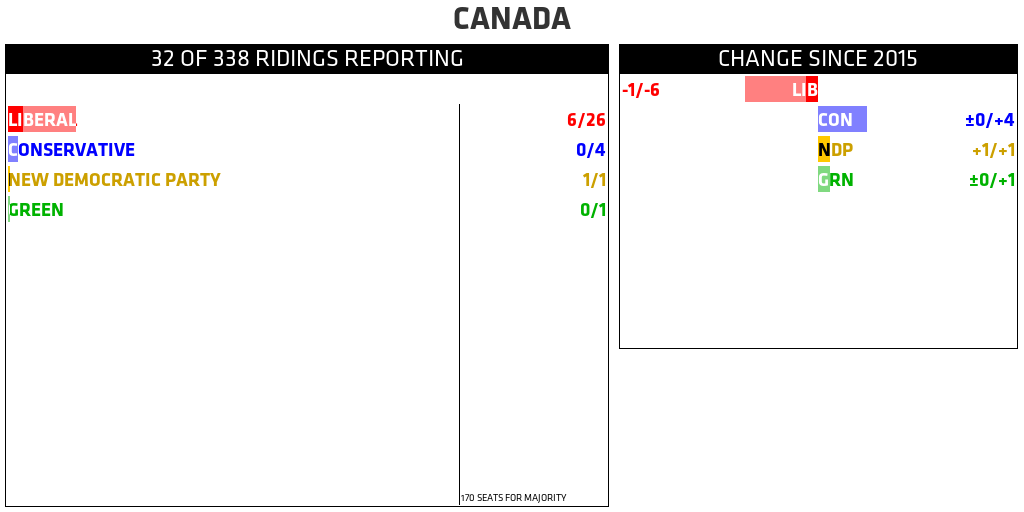 CANADA
32 OF 338 RIDINGS REPORTING
LIBERAL 6/26
CONSERVATIVE 0/4
NEW DEMOCRATIC PARTY 1/1
GREEN 0/1
170 SEATS FOR MAJORITY
CHANGE SINCE 2015
-1/-6 LIB
CON ±0/+4
NDP +1/+1
GRN ±0/+1